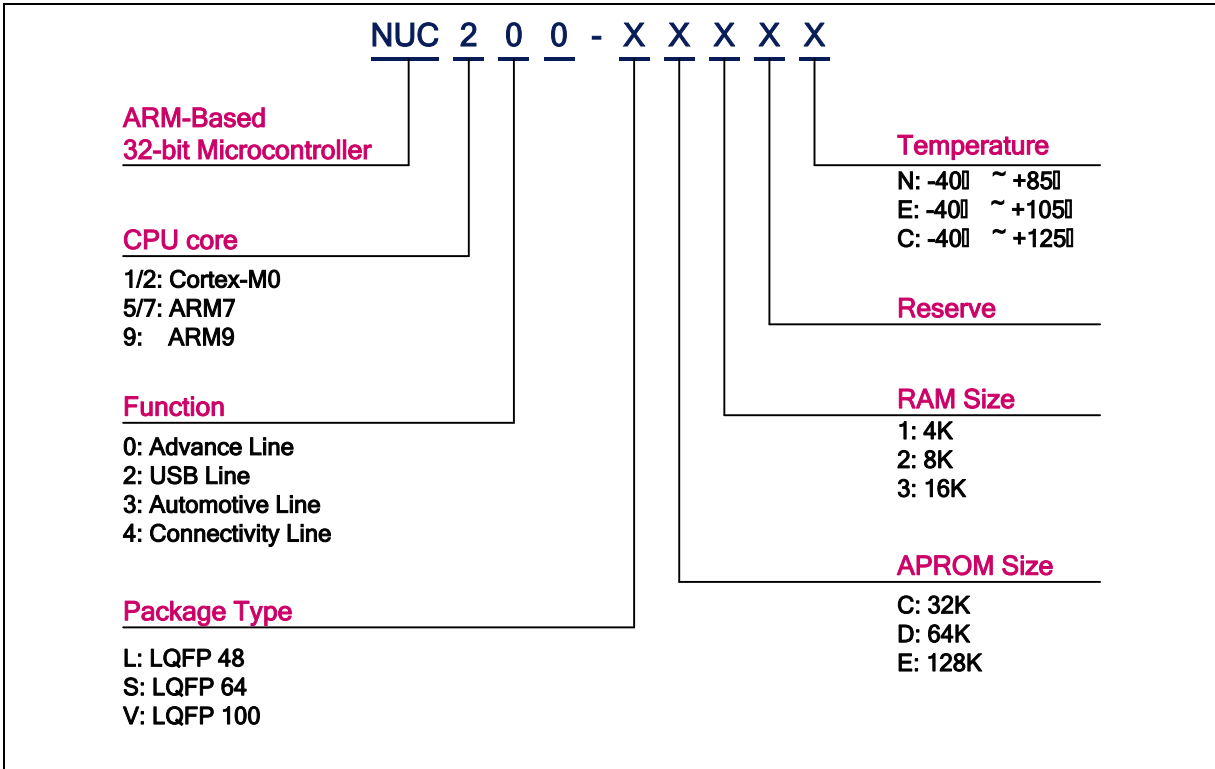 NUC 2 0 0 - X X X X X
ARM-Based
32-bit Microcontroller
CPU core
1/2: Cortex-M0
5/7: ARM7
9: ARM9
Function
0: Advance Line
2: USB Line
3: Automotive Line
4: Connectivity Line
Package Type
L: LQFP 48
S: LQFP 64
V: LQFP 100
Temperature
N: -40▯ ~ +85▯
E: -40▯ ~ +105▯
C: -40▯ ~ +125▯
Reserve
RAM Size
1: 4K
2: 8K
3: 16K
APROM Size
C: 32K
D: 64K
E: 128K